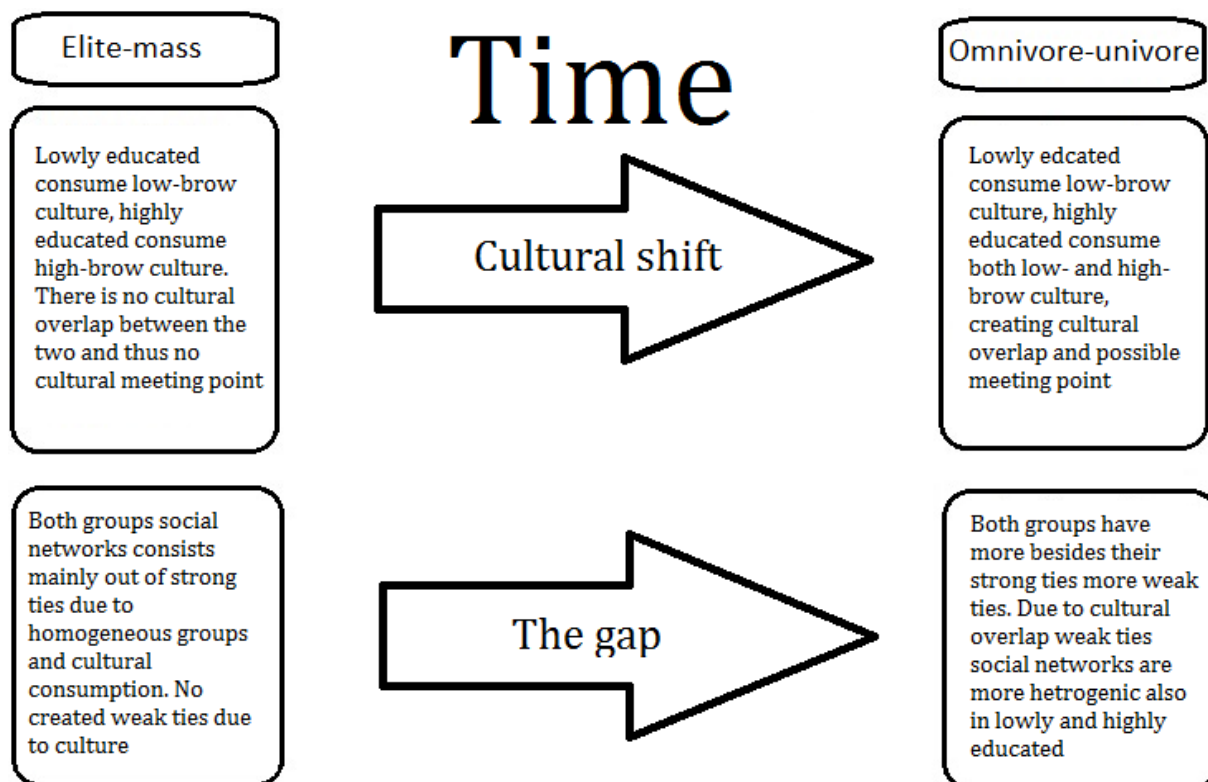 Elite-mass
Time
Omnivore-univore
Lowly educated
consume low-brow
culture, highly
educated consume
high-brow culture.
There is no cultural
overlap between the
two and thus no
cultural meeting point
Cultural shift
Lowly edcated
consume low-brow
culture, highly
educated consume
both low- and high-
brow culture,
creating cultural
overlap and possible
meeting point
Both groups social
networks consists
mainly out of strong
ties due to
homogeneous groups
and cultural
consumption. No
created weak ties due
to culture
The gap
Both groups have
more besides their
strong ties more weak
ties. Due to cultural
overlap weak ties
social networks are
more hetrogenic also
in lowly and highly
educated